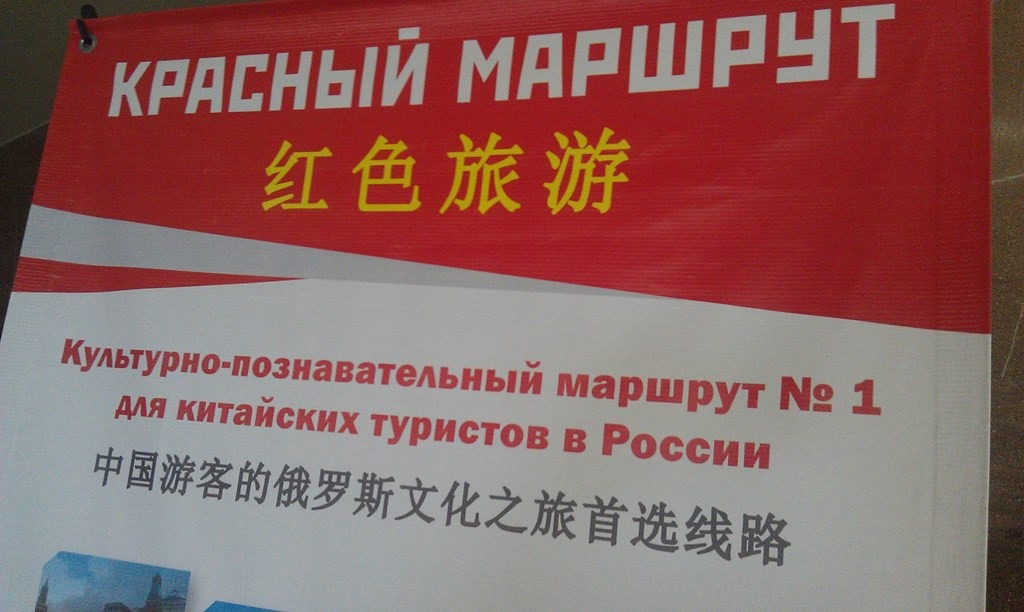 КРАСНЫЙ МАРШРУТ
红色旅游
Культурно-познавательный маршрут № 1
для китайских туристов в России
中国游客的俄罗斯文化之旅首选线路